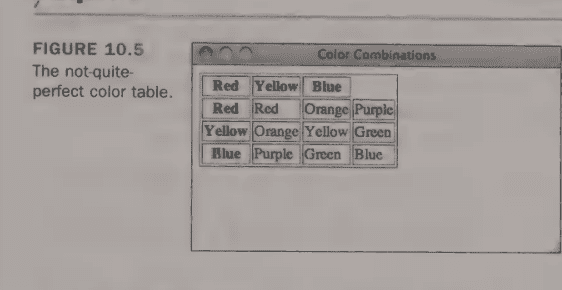 FIGURE 10.5
The not-quite-
perfect color table.
Color Combinations
Red Yellow Blue
Red Red Orange Purple
Yellow Orange Yellow Green
Blue Purple Green Blue